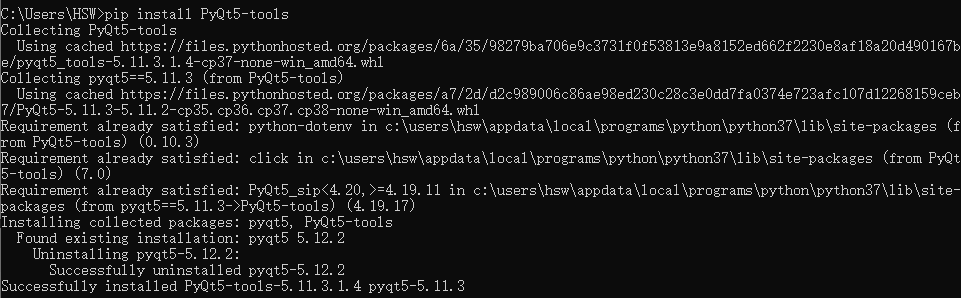 C:\Users\HSW>pip install PyQt5-tools
Collecting PyQt5-tools
  Using cached https://files.pythonhosted.org/packages/6a/35/98279ba706e9c3731f0f53813e9a8152ed662f2230e8af18a20d490167b
e/pyqt5_tools-5.11.3.1.4-cp37-none-win_amd64.whl
Collecting pyqt5==5.11.3 (from PyQt5-tools)
  Using cached https://files.pythonhosted.org/packages/a7/2d/d2c989006c86ae98ed230c28c3e0dd7fa0374e723afc107d12268159ceb
7/PyQt5-5.11.3-5.11.2-cp35.cp36.cp37.cp38-none-win_amd64.whl
Requirement already satisfied: python-dotenv in c:\users\hsw\appdata\local\programs\python\python37\lib\site-packages (f
rom PyQt5-tools) (0.10.3)
Requirement already satisfied: click in c:\users\hsw\appdata\local\programs\python\python37\lib\site-packages (from PyQt
5-tools) (7.0)
Requirement already satisfied: PyQt5_sip<4.20,>=4.19.11 in c:\users\hsw\appdata\local\programs\python\python37\lib\site-
packages (from pyqt5==5.11.3->PyQt5-tools) (4.19.17)
Installing collected packages: pyqt5, PyQt5-tools
  Found existing installation: pyqt5 5.12.2
    Uninstalling pyqt5-5.12.2:
      Successfully uninstalled pyqt5-5.12.2
Successfully installed PyQt5-tools-5.11.3.1.4 pyqt5-5.11.3